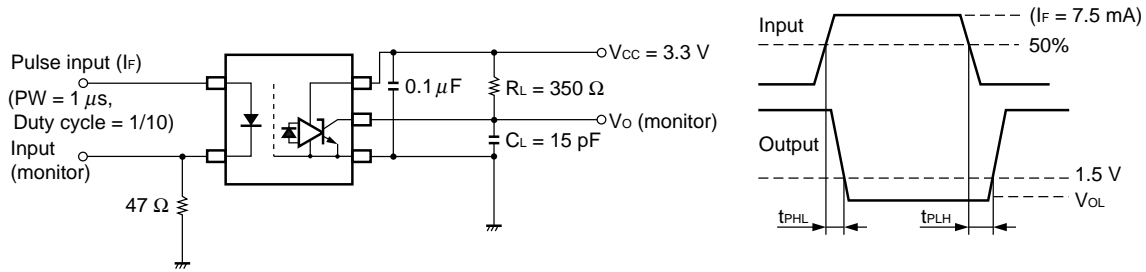 Pulse input (IF)
(PW = 1 μs,
Duty cycle = 1/10)
Input
(monitor)
47 Ω
0.1 μF
VCC = 3.3 V
RL = 350 Ω
VO (monitor)
CL = 15 pF
Input
(IF = 7.5 mA)
50%
Output
1.5 V
VOL
tPHL
tPLH